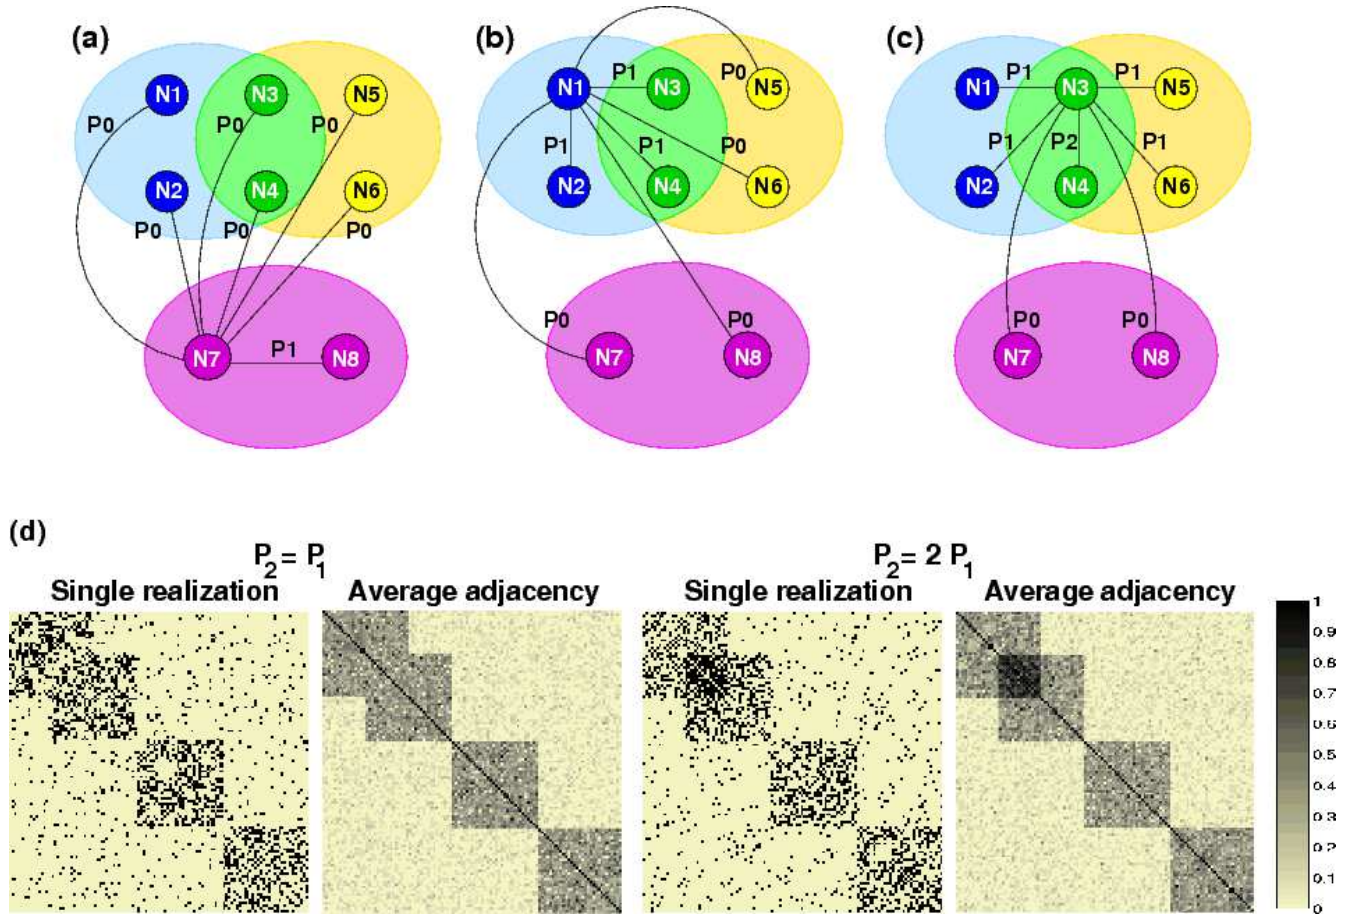 (a)
N1
N3
N5
P0
P0
P0
N2
N4
N6
P0
P0
P0
N7
P1
N8
(b)
N1
P1
N3
P0
N5
P1
P1
P0
N2
N4
N6
P0
P0
N7
N8
(c)
N1
P1
N3
P1
N5
P1
P2
P1
N2
N4
N6
P0
P0
N7
N8
(d)
P2 = P1
P2 = 2 P1
Single realization
Average adjacency
Single realization
Average adjacency
1
0.9
0.8
0.7
0.6
0.5
0.4
0.3
0.2
0.1
0